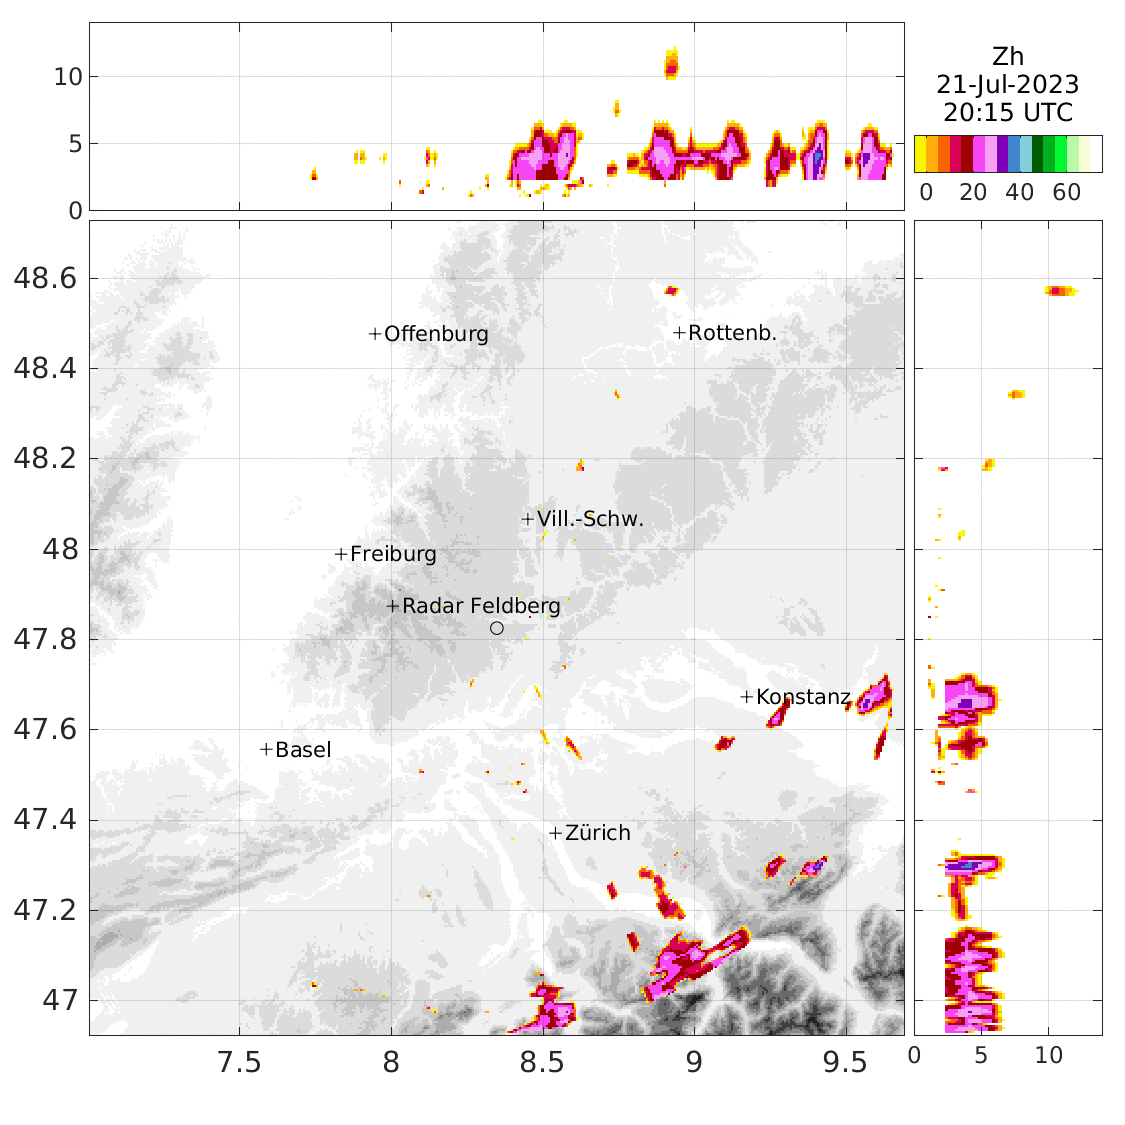 Zh
21-Jul-2023
20:15 UTC
10
5
0
0 20 40 60
48.6
48.4
48.2
48
47.8
47.6
47.4
47.2
47
Offenburg
Rottenb.
Vill.-Schw.
Freiburg
Radar Feldberg
Konstanz
Basel
Zürich
7.5 8 8.5 9 9.5
0 5 10